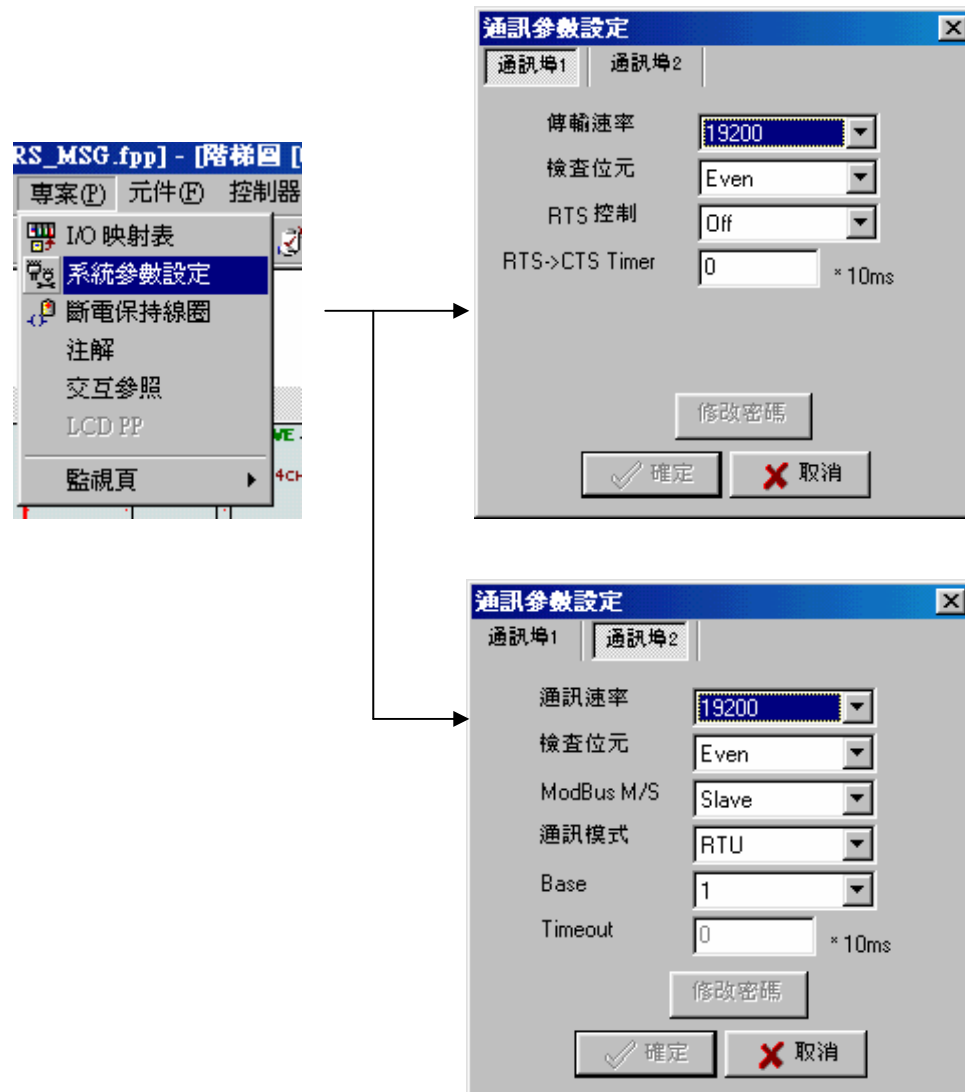 RS_MSG.fpp] - [階梯圖 [
專案(P) 元件(F) 控制器
I/O 映射表
系統參數設定
斷電保持線圈
注解
交互參照
LCD PP
監視頁
VE
4CH
通訊參數設定
通訊埠1 通訊埠2
傳輸速率 19200
檢查位元 Even
RTS 控制 Off
RTS->CTS Timer 0 * 10ms
修改密碼
確定 取消
通訊參數設定
通訊埠1 通訊埠2
通訊速率 19200
檢查位元 Even
ModBus M/S Slave
通訊模式 RTU
Base 1
Timeout 0 * 10ms
修改密碼
確定 取消